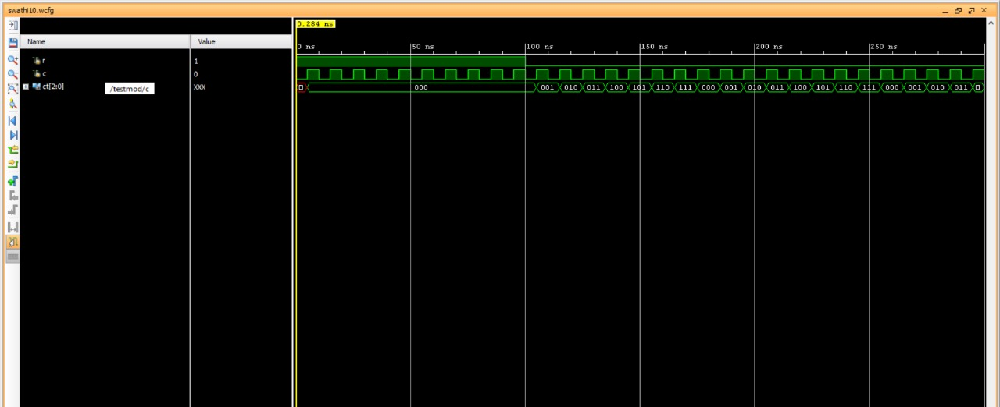 swathi10.wcfg
0.284 ns
Name Value
0 ns 50 ns 100 ns 150 ns 200 ns 250 ns
r 1
c 0
ct[2:0] XXX 000 001 010 011 100 101 110 111 000 001 010 011 100 101 110 111 000 001 010 011
/testmod/c